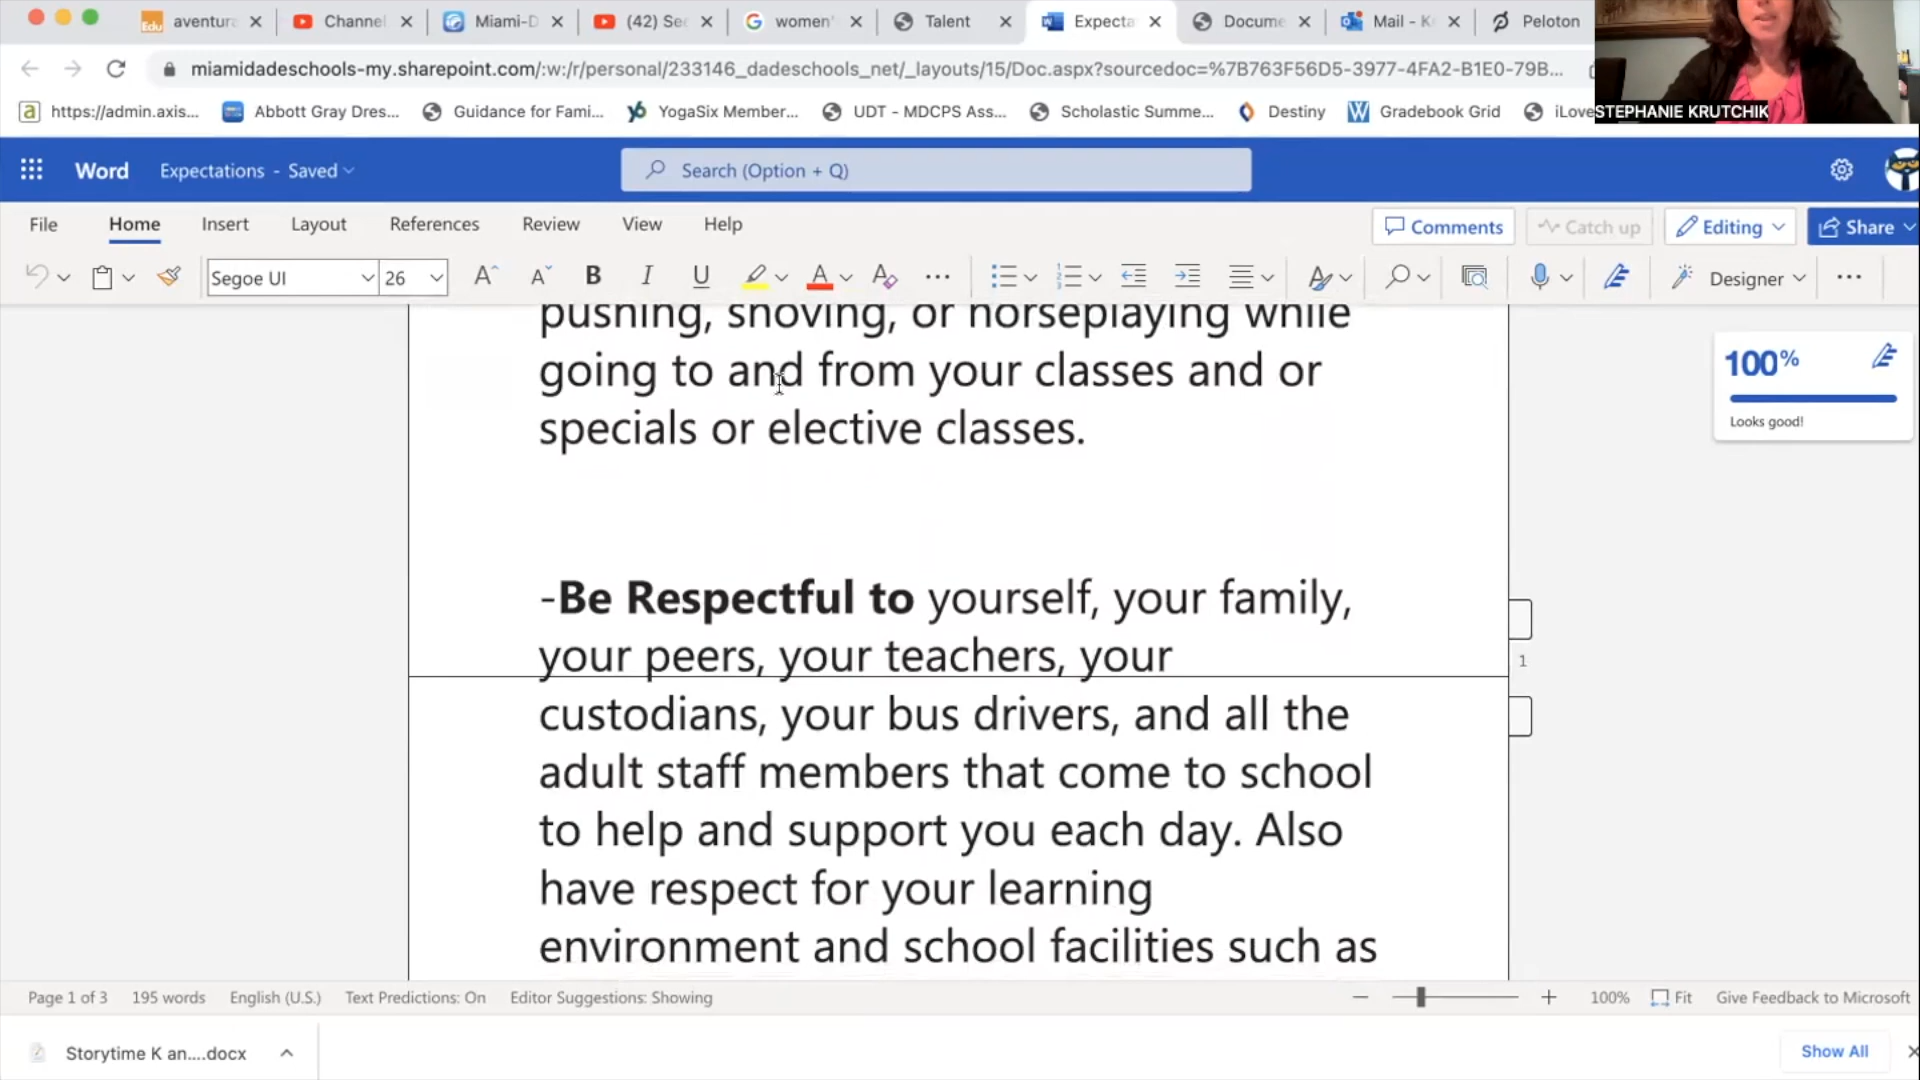 Edu aventur
Channel
Miami-D
(42) See
women'
Talent
Expecta
Docume
Mail - K
Peloton
miamidadeschools-my.sharepoint.com/:w:/r/personal/233146_dadeschools_net/_layouts/15/Doc.aspx?sourcedoc=%7B763F56D5-3977-4FA2-B1E0-79B...
STEPHANIE KRUTCHIK
https://admin.axis...
Abbott Gray Dres...
Guidance for Fami...
YogaSix Member...
UDT - MDCPS Ass...
Scholastic Summe...
Destiny
Gradebook Grid
iLove
Word
Expectations - Saved
Search (Option + Q)
File
Home
Insert
Layout
References
Review
View
Help
Comments
Catch up
Editing
Share
Segoe UI
26
Designer
pushing, shoving, or horseplaying while
going to and from your classes and or
specials or elective classes.
-Be Respectful to yourself, your family,
your peers, your teachers, your
custodians, your bus drivers, and all the
adult staff members that come to school
to help and support you each day. Also
have respect for your learning
environment and school facilities such as
100%
Looks good!
1
Page 1 of 3
195 words
English (U.S.)
Text Predictions: On
Editor Suggestions: Showing
100%
Fit
Give Feedback to Microsoft
Storytime K an....docx
Show All